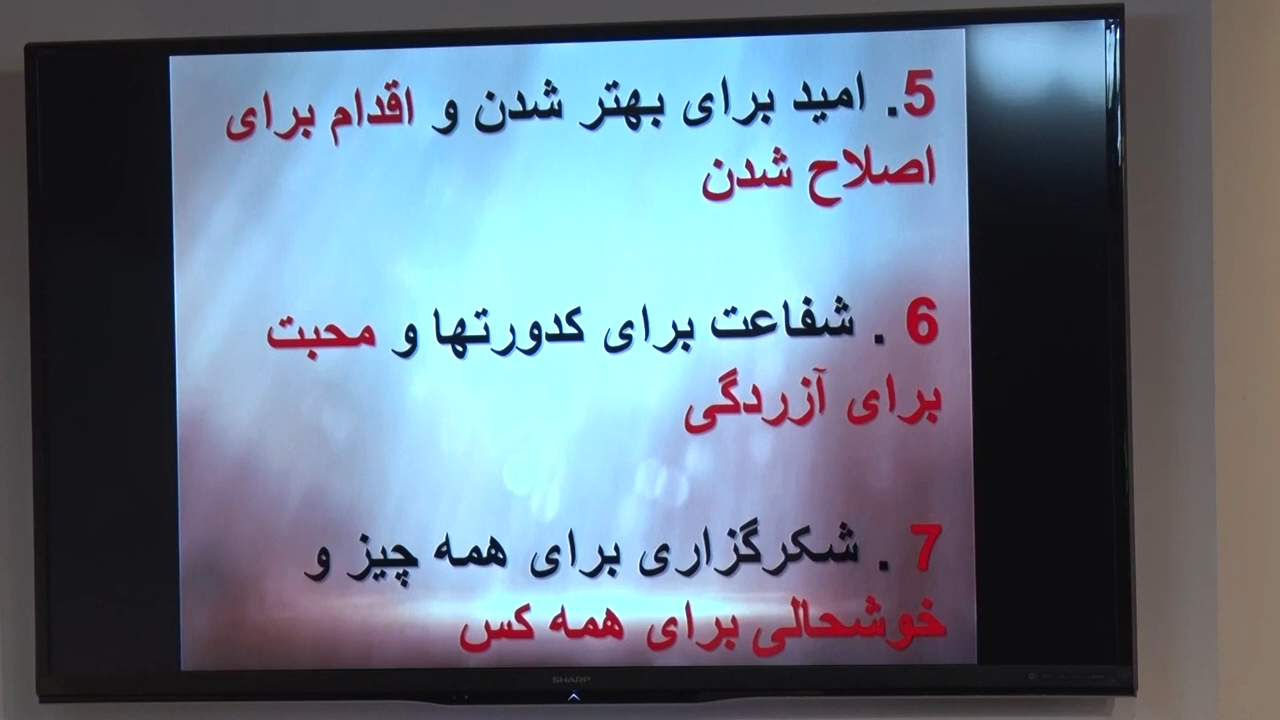 5. امید برای بهتر شدن و اقدام برای
اصلاح شدن
6 . شفاعت برای کدورتها و محبت
برای آزردگی
7 . شکرگزاری برای همه چیز و
خوشحالی برای همه کس
SHARP